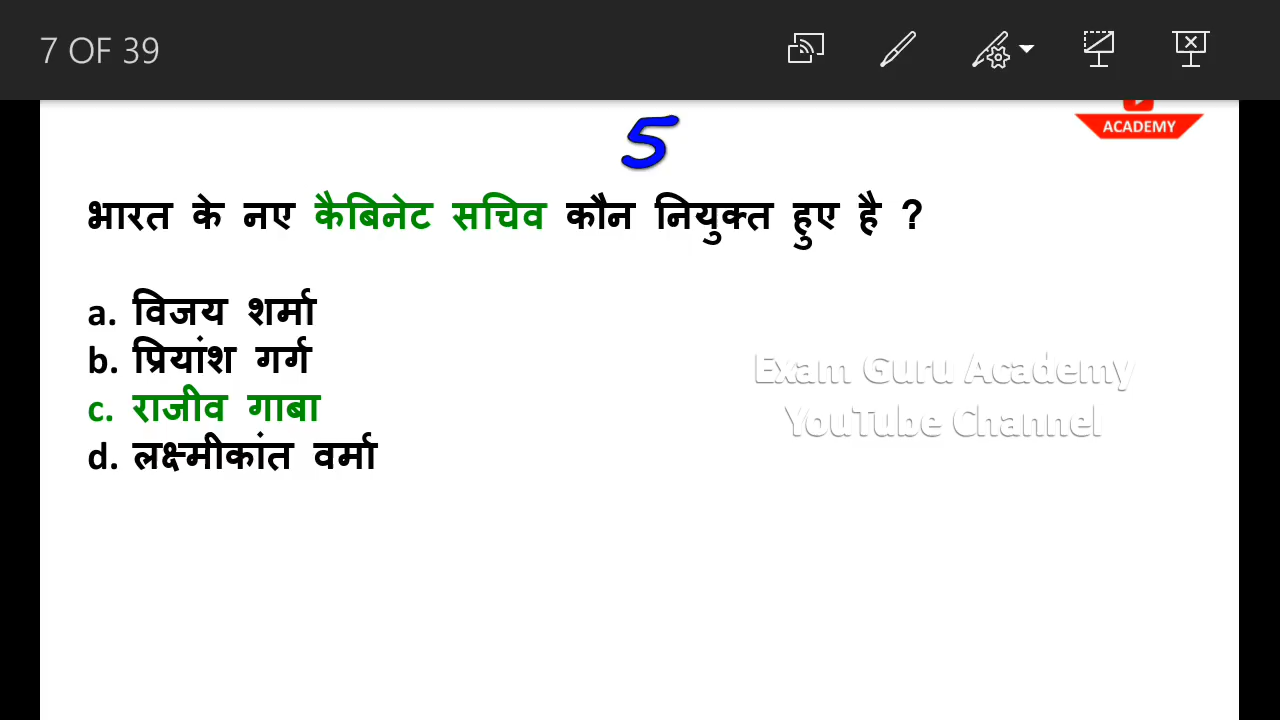 7 OF 39
ACADEMY
5
भारत के नए कैबिनेट सचिव कौन नियुक्त हुए है ?
a. विजय शर्मा
b. प्रियांश गर्ग
c. राजीव गाबा
d. लक्ष्मीकांत वर्मा
Exam Guru Academy
YouTube Channel